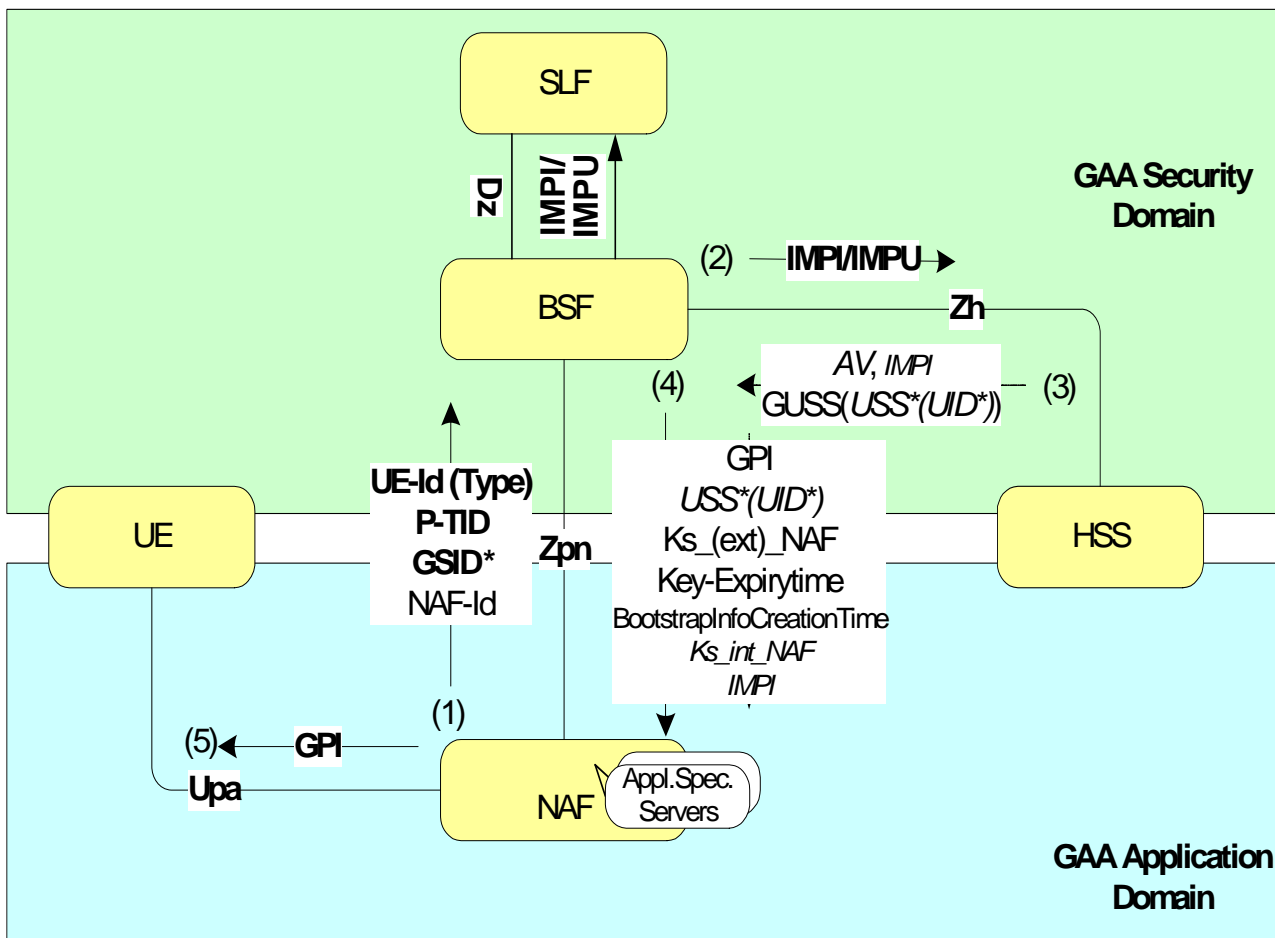 SLF
Dz
IMPI/
IMPU
GAA Security
Domain
(2)
IMPI/IMPU
BSF
Zh
AV, IMPI
GUSS(USS*(UID*))
(3)
(4)
UE-Id (Type)
P-TID
GSID*
NAF-Id
GPI
USS*(UID*)
Ks_(ext)_NAF
Key-Expirytime
BootstrapInfoCreationTime
Ks_int_NAF
IMPI
UE
Zpn
HSS
(1)
(5)
GPI
Upa
NAF
Appl.Spec.
Servers
GAA Application
Domain